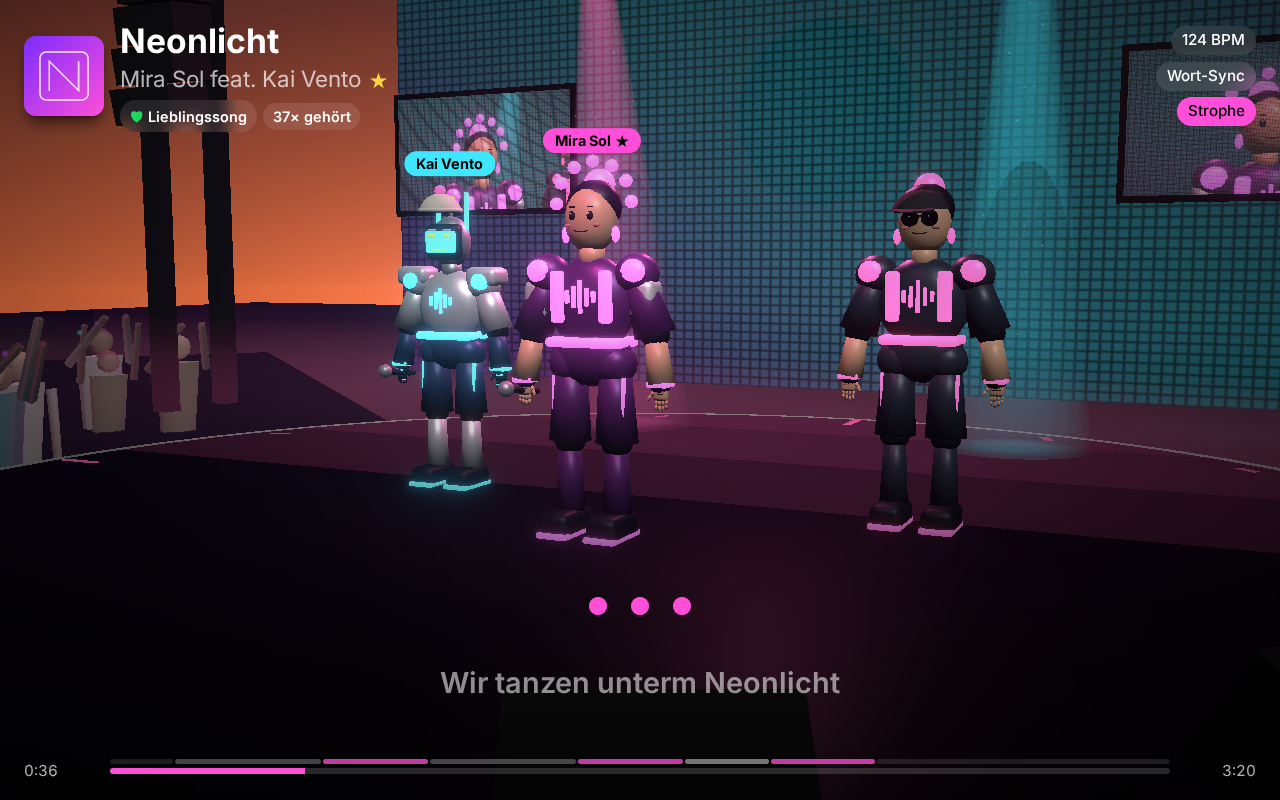 Neonlicht
Mira Sol feat. Kai Vento ★
Lieblingssong
37× gehört
124 BPM
Wort-Sync
Strophe
Mira Sol ★
Kai Vento
Wir tanzen unterm Neonlicht
0:36
3:20